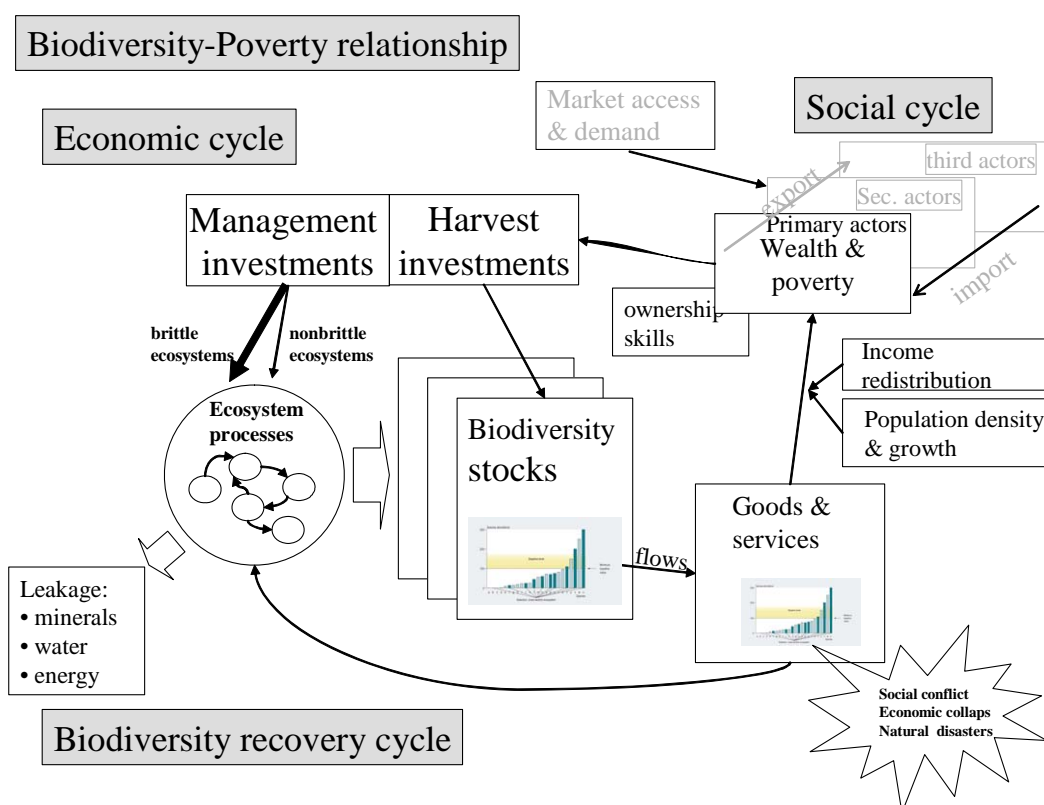 Biodiversity-Poverty relationship
Market access
& demand
Social cycle
Economic cycle
third actors
Sec. actors
export
import
Management
investments
Harvest
investments
Primary actors
Wealth &
poverty
ownership
skills
brittle
ecosystems
nonbrittle
ecosystems
Income
redistribution
Population density
& growth
Ecosystem
processes
Biodiversity
stocks
Goods &
services
flows
Leakage:
• minerals
• water
• energy
Social conflict
Economic collaps
Natural disasters
Biodiversity recovery cycle